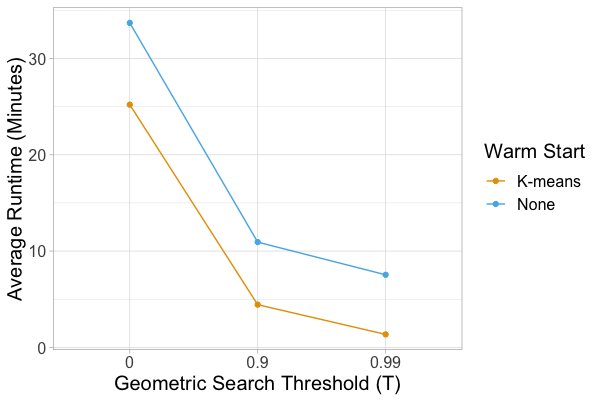 Average Runtime (Minutes)
30
20
10
0
0 0.9 0.99
Geometric Search Threshold (T)
Warm Start
K-means
None